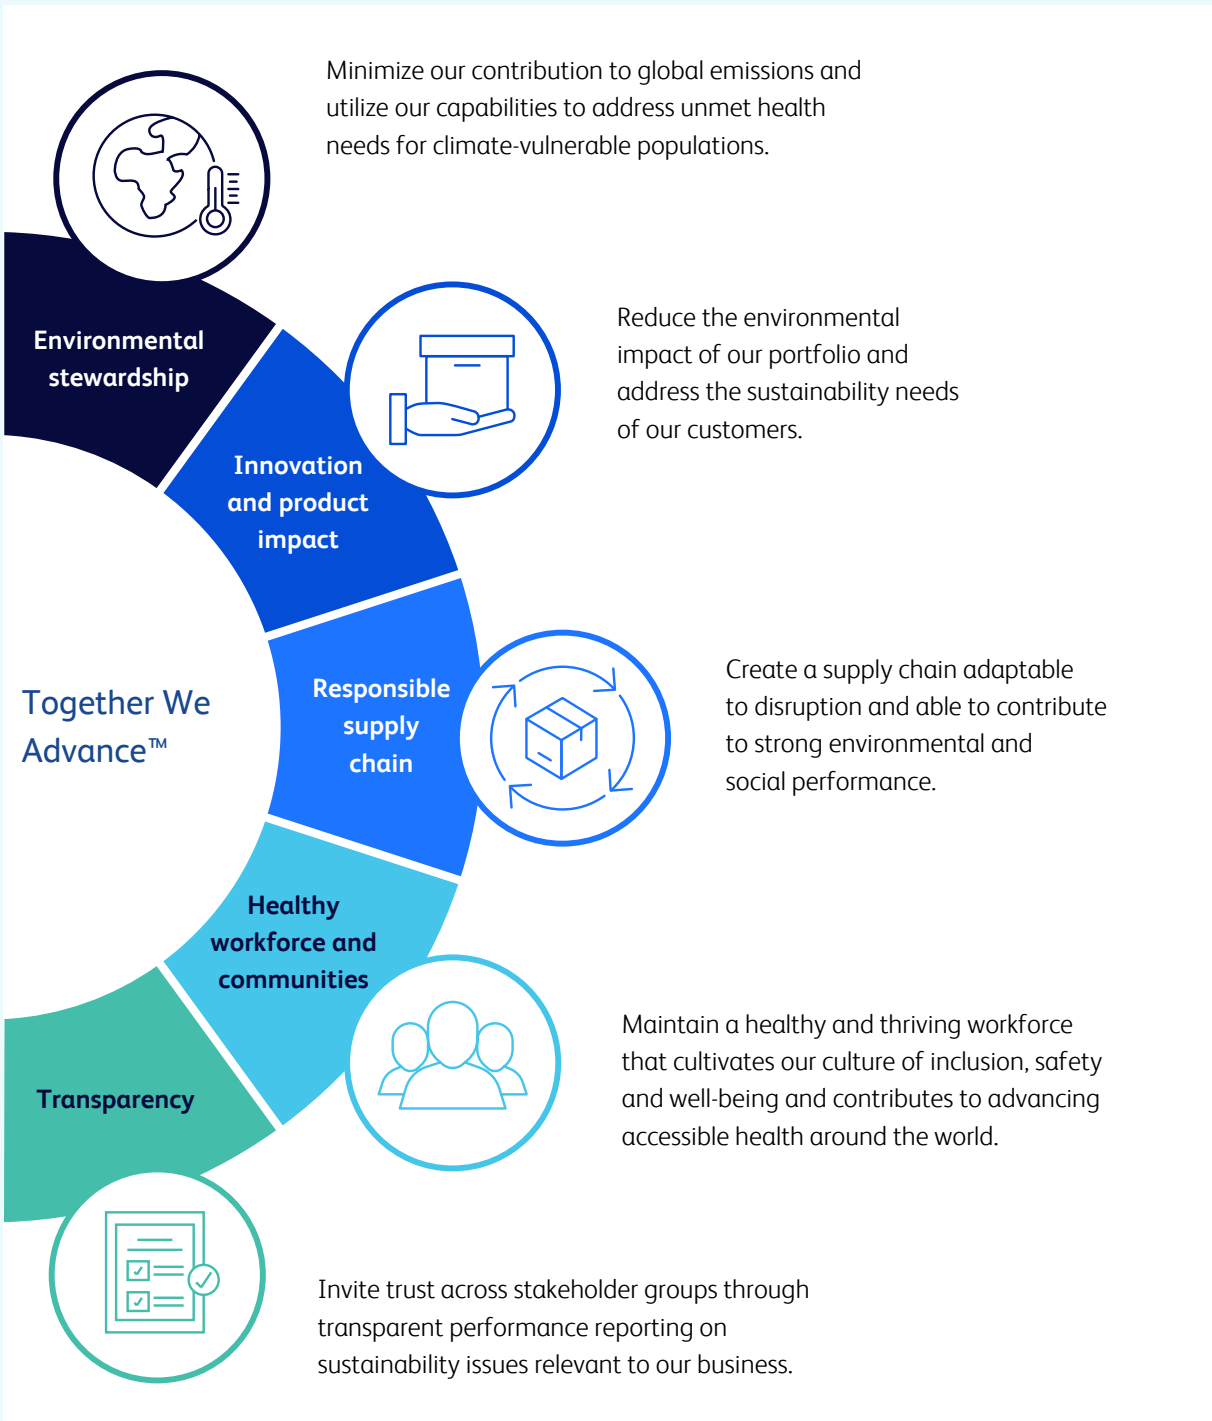 Minimize our contribution to global emissions and
utilize our capabilities to address unmet health
needs for climate-vulnerable populations.
Environmental
stewardship
Reduce the environmental
impact of our portfolio and
address the sustainability needs
of our customers.
Innovation
and product
impact
Together We
Advance™
Responsible
supply
chain
Create a supply chain adaptable
to disruption and able to contribute
to strong environmental and
social performance.
Healthy
workforce and
communities
Maintain a healthy and thriving workforce
that cultivates our culture of inclusion, safety
and well-being and contributes to advancing
accessible health around the world.
Transparency
Invite trust across stakeholder groups through
transparent performance reporting on
sustainability issues relevant to our business.